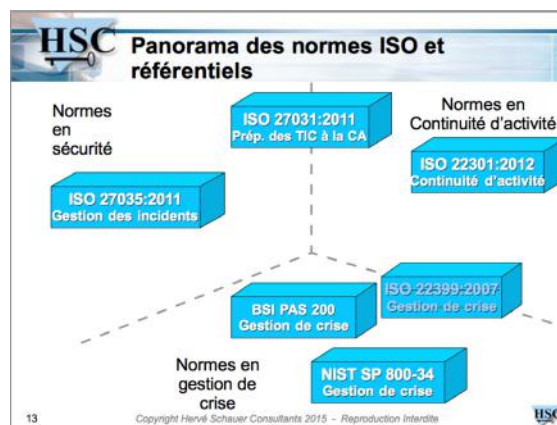 HSC
Panorama des normes ISO et
référentiels
Normes
en
sécurité
ISO 27031:2011
Prép. des TIC à la CA
Normes en
Continuité d'activité
ISO 22301:2012
Continuité d'activité
ISO 27035:2011
Gestion des incidents
ISO 22399:2007
Gestion de crise
BSI PAS 200
Gestion de crise
Normes en
gestion de
crise
NIST SP 800-34
Gestion de crise
13
Copyright Hervé Schauer Consultants 2015 - Reproduction Interdite
HSC